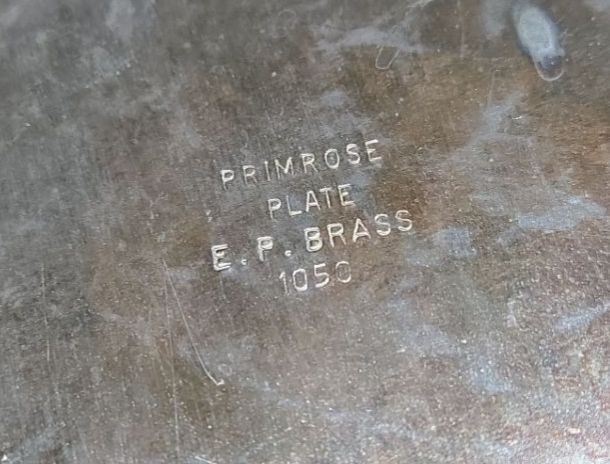 PRIMROSE
PLATE
E.P. BRASS
1050